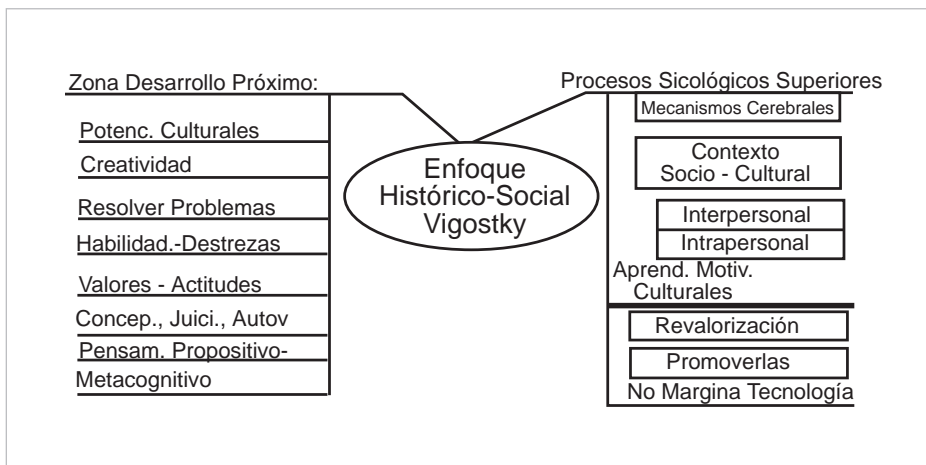 Zona Desarrollo Próximo:
Potenc. Culturales
Creatividad
Resolver Problemas
Habilidad.-Destrezas
Valores - Actitudes
Concep., Juici., Autov
Pensam. Propositivo-
Metacognitivo
Enfoque
Histórico-Social
Vigostky
Procesos Sicológicos Superiores
Mecanismos Cerebrales
Contexto
Socio - Cultural
Interpersonal
Intrapersonal
Aprend. Motiv.
Culturales
Revalorización
Promoverlas
No Margina Tecnología